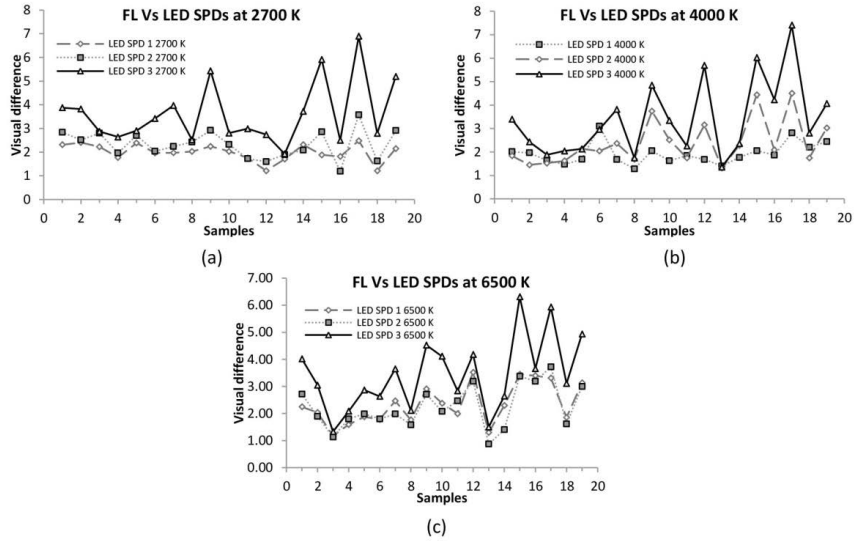 FL Vs LED SPDs at 2700 K
8
7
6
5
4
3
2
1
0
Visual difference
LED SPD 1 2700 K
LED SPD 2 2700 K
LED SPD 3 2700 K
0 2 4 6 8 10 12 14 16 18 20
Samples
(a)
FL Vs LED SPDs at 4000 K
8
7
6
5
4
3
2
1
0
Visual difference
LED SPD 1 4000 K
LED SPD 2 4000 K
LED SPD 3 4000 K
0 2 4 6 8 10 12 14 16 18 20
Samples
(b)
FL Vs LED SPDs at 6500 K
7.00
6.00
5.00
4.00
3.00
2.00
1.00
0.00
Visual difference
LED SPD 1 6500 K
LED SPD 2 6500 K
LED SPD 3 6500 K
0 2 4 6 8 10 12 14 16 18 20
Samples
(c)